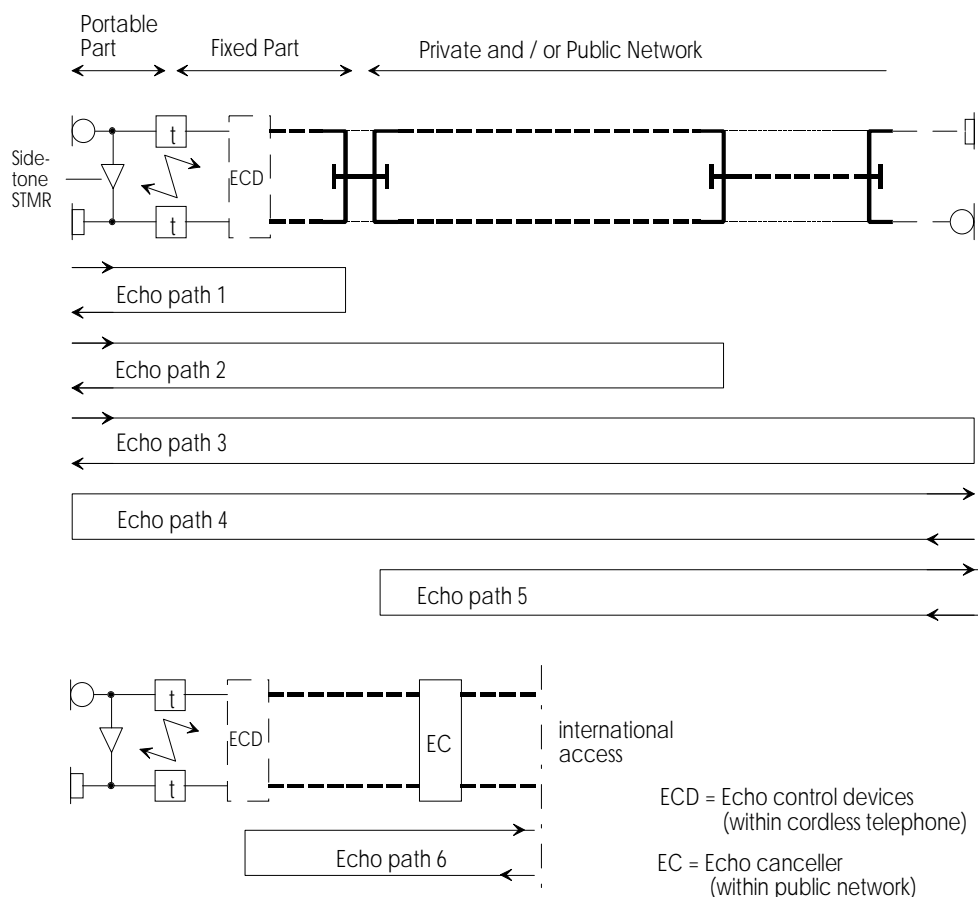 Portable
Part
Fixed Part
Private and / or Public Network
Side-
tone
STMR
t
ECD
t
Echo path 1
Echo path 2
Echo path 3
Echo path 4
Echo path 5
t
ECD
t
EC
international
access
Echo path 6
ECD = Echo control devices
(within cordless telephone)
EC = Echo canceller
(within public network)